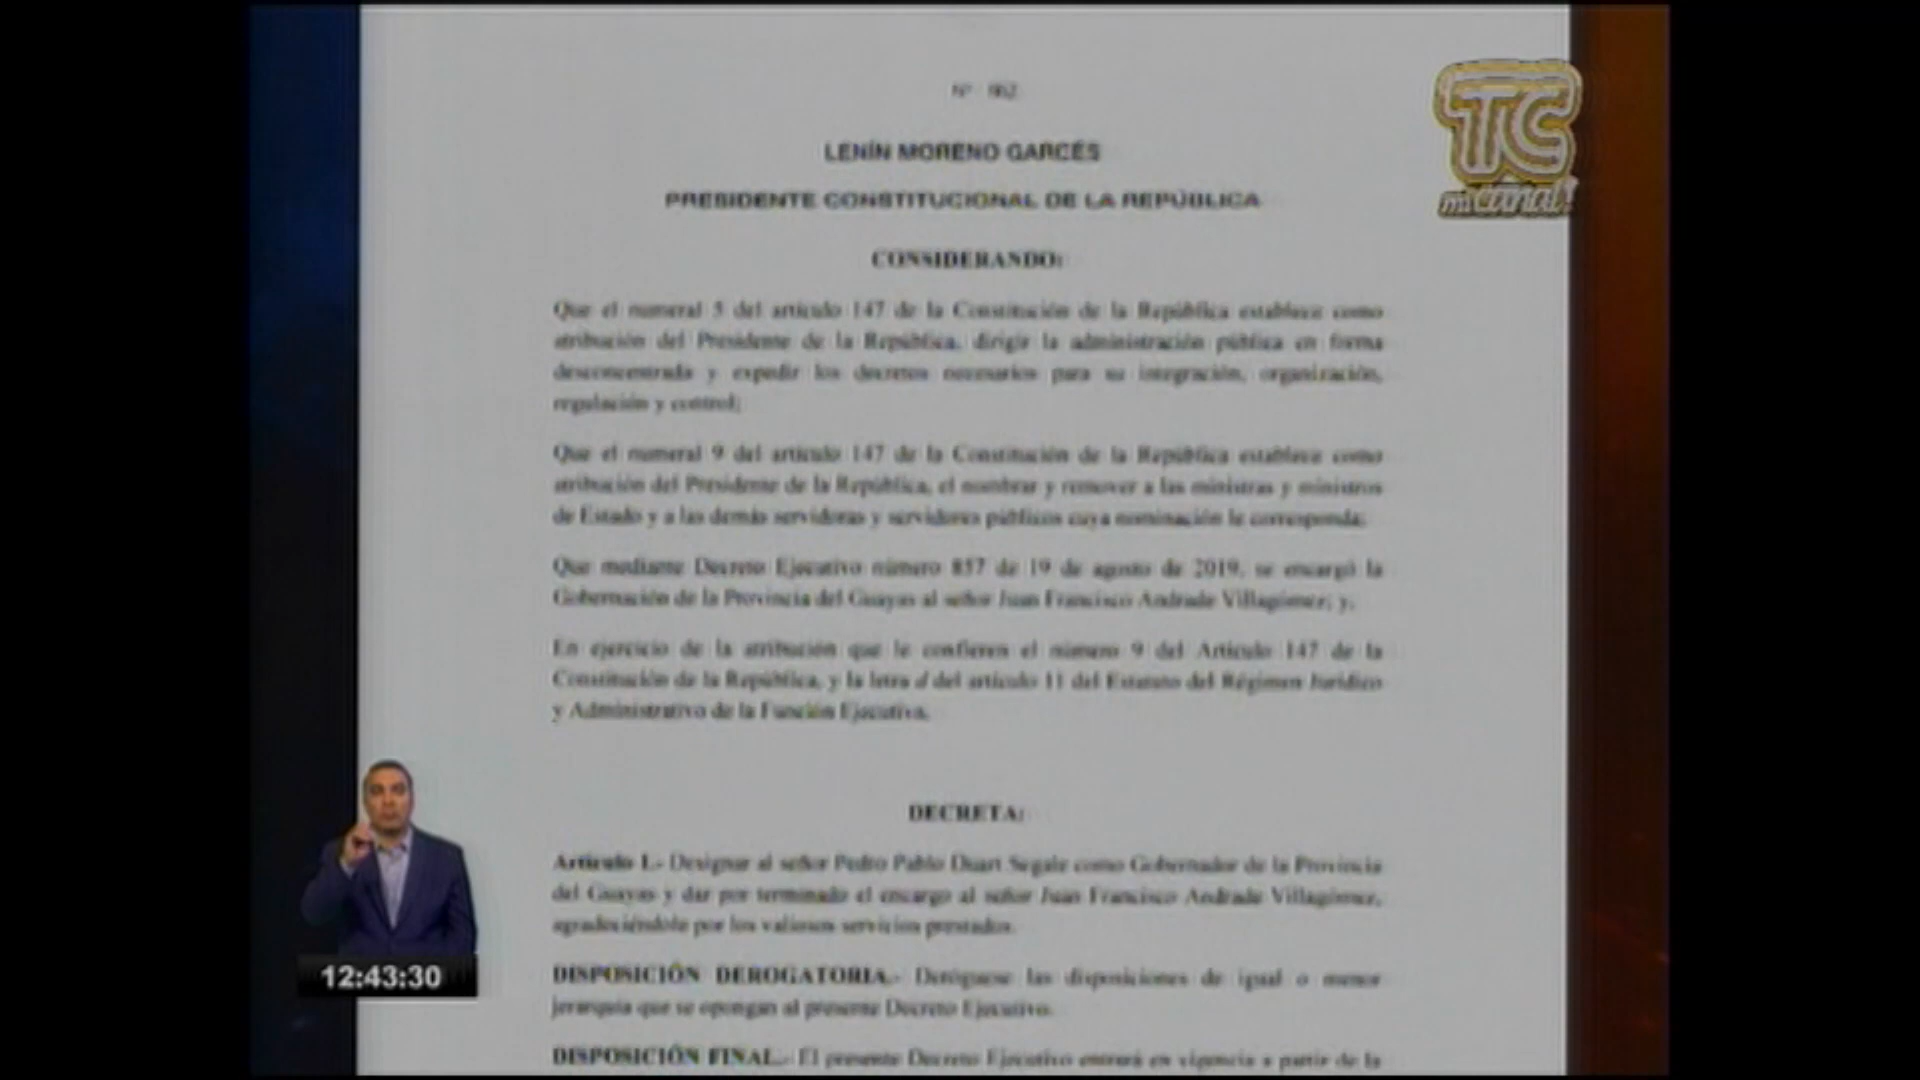 Nº 862
LENÍN MORENO GARCÉS
PRESIDENTE CONSTITUCIONAL DE LA REPÚBLICA
CONSIDERANDO:
Que el numeral 5 del artículo 147 de la Constitución de la República establece como
atribución del Presidente de la República, dirigir la administración pública en forma
desconcentrada y expedir los decretos necesarios para su integración, organización,
regulación y control;
Que el numeral 9 del artículo 147 de la Constitución de la República establece como
atribución del Presidente de la República, el nombrar y remover a las ministras y ministros
de Estado y a las demás servidoras y servidores públicos cuya nominación le corresponda;
Que mediante Decreto Ejecutivo número 857 de 19 de agosto de 2019, se encargó la
Gobernación de la Provincia del Guayas al señor Juan Francisco Andrade Villagómez; y,
En ejercicio de la atribución que le confieren el número 9 del Artículo 147 de la
Constitución de la República, y la letra d del artículo 11 del Estatuto del Régimen Jurídico
y Administrativo de la Función Ejecutiva,
DECRETA:
Artículo 1.- Designar al señor Pedro Pablo Duart Segale como Gobernador de la Provincia
del Guayas y dar por terminado el encargo al señor Juan Francisco Andrade Villagómez,
agradeciéndole por los valiosos servicios prestados.
DISPOSICIÓN DEROGATORIA.- Deróguese las disposiciones de igual o menor
jerarquía que se opongan al presente Decreto Ejecutivo.
DISPOSICIÓN FINAL.- El presente Decreto Ejecutivo entrará en vigencia a partir de la
TC
mi canal!
12:43:30